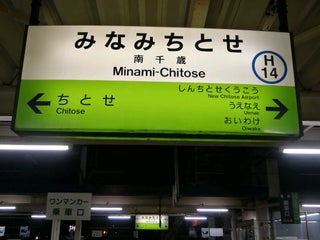 みなみちとせ
南千歳
Minami-Chitose
H
14
ちとせ
Chitose
しんちとせくうこう
New Chitose Airport
うえなえ
Uenae
おいわけ
Oiwake
ワンマンカー
乗車口